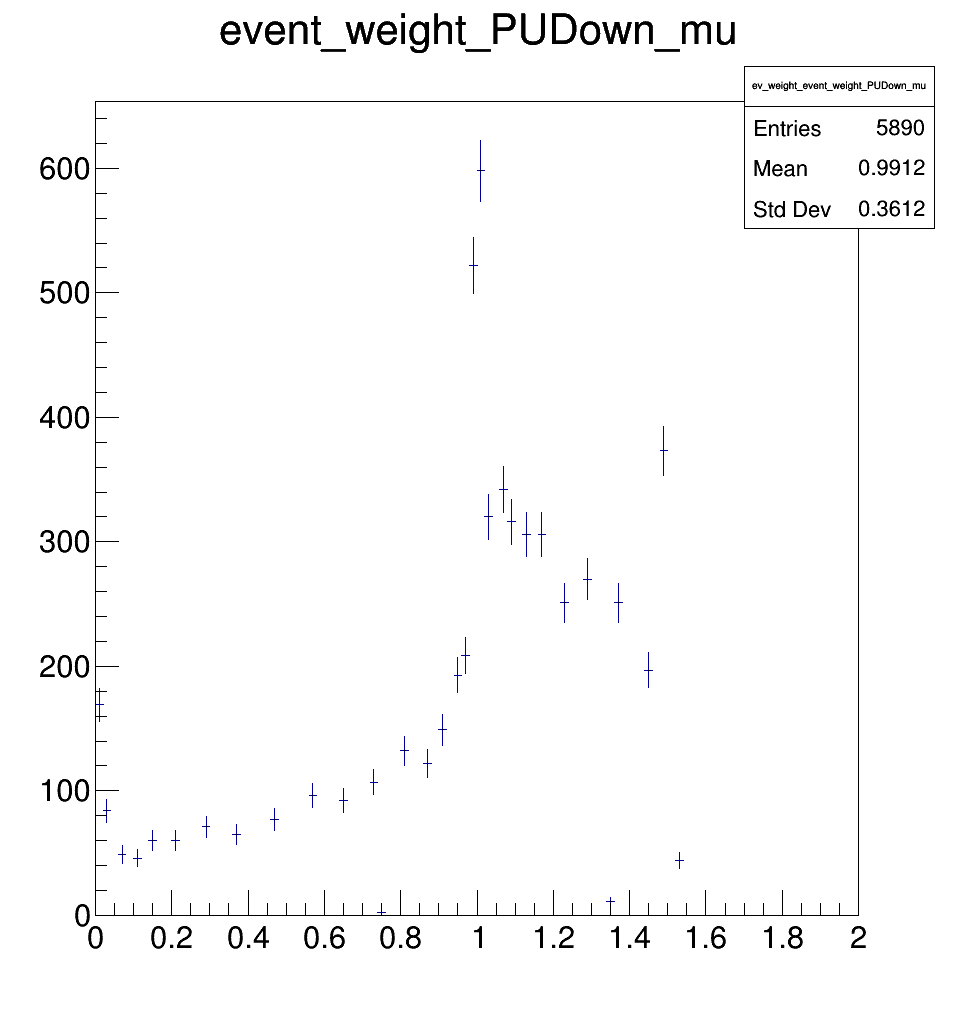 event_weight_PUDown_mu
ev_weight_event_weight_PUDown_mu
Entries 5890
Mean 0.9912
Std Dev 0.3612
600
500
400
300
200
100
0
0 0.2 0.4 0.6 0.8 1 1.2 1.4 1.6 1.8 2